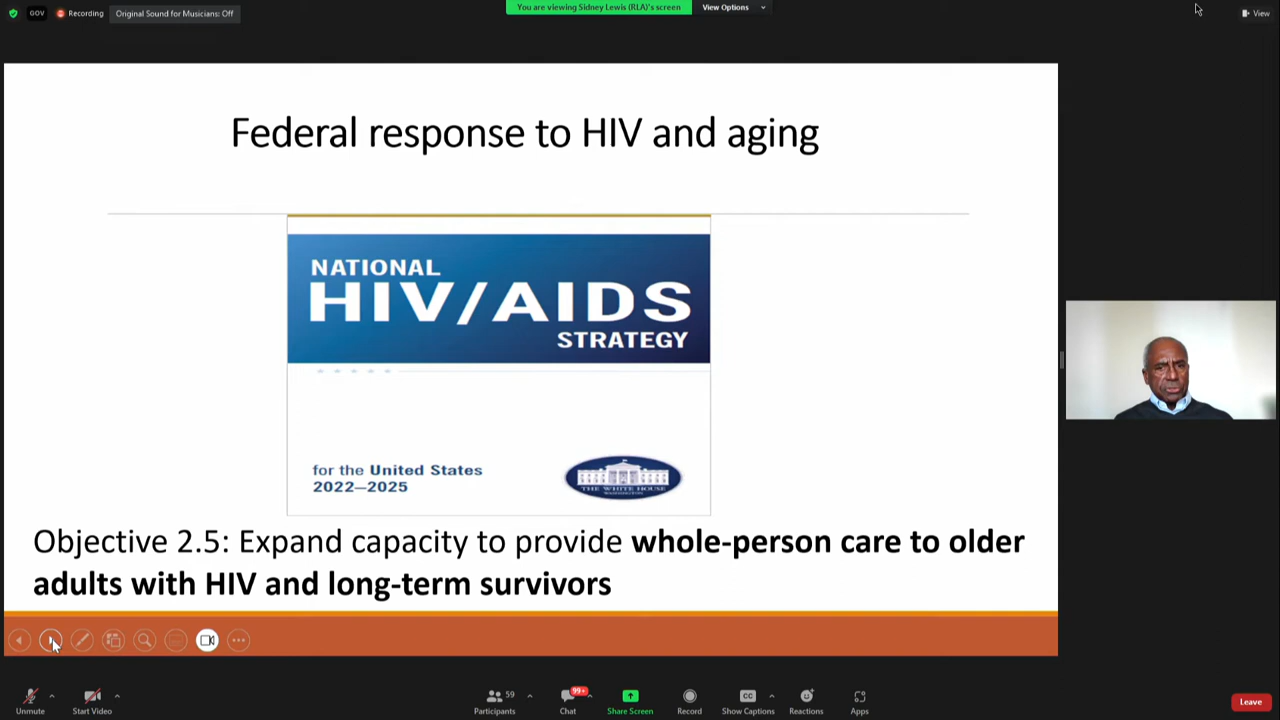 GOV
Recording
Original Sound for Musicians: Off
You are viewing Sidney Lewis (RLA)'s screen
View Options
View
Federal response to HIV and aging
NATIONAL
HIV/AIDS
STRATEGY
for the United States
2022—2025
THE WHITE HOUSE
WASHINGTON
Objective 2.5: Expand capacity to provide whole-person care to older
adults with HIV and long-term survivors
Unmute
Start Video
59
Participants
99+
Chat
Share Screen
Record
CC
Show Captions
Reactions
Apps
Leave